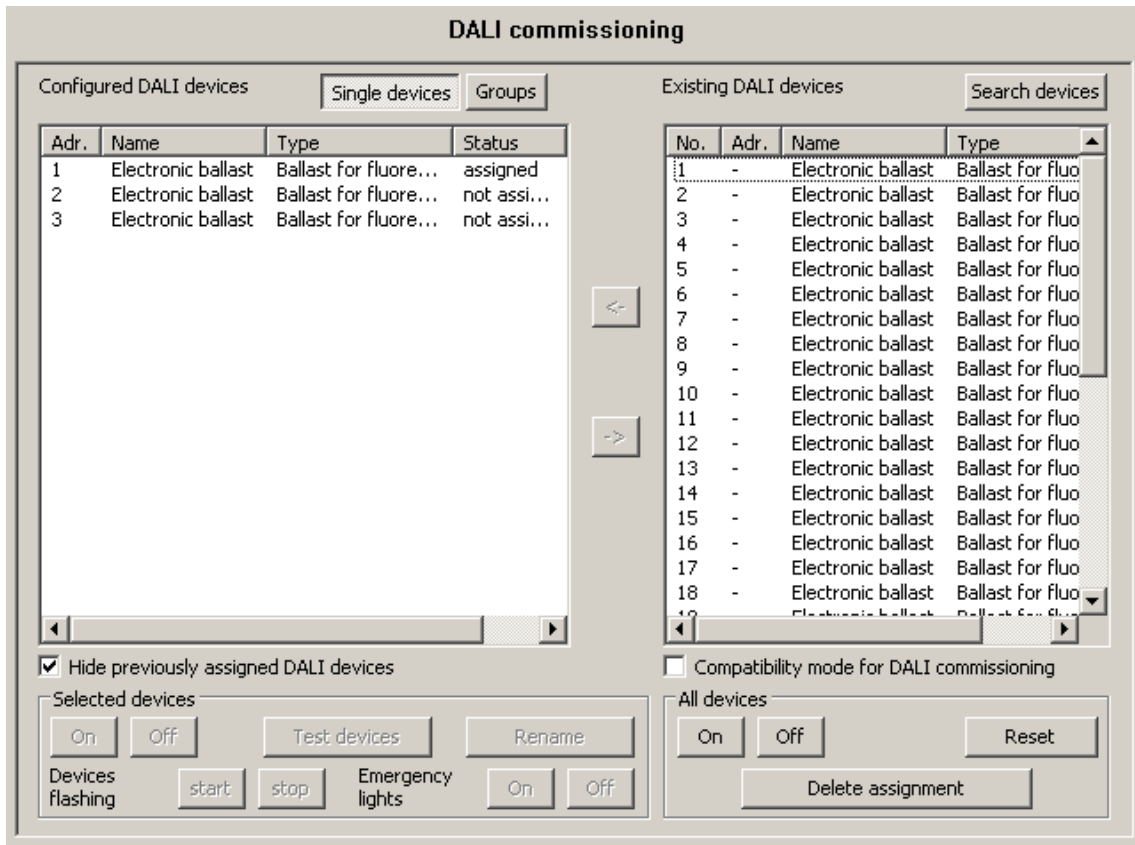 DALI commissioning
Configured DALI devices Single devices Groups
Adr. Name Type Status
1 Electronic ballast Ballast for fluore... assigned
2 Electronic ballast Ballast for fluore... not assi...
3 Electronic ballast Ballast for fluore... not assi...
<-
->
Existing DALI devices Search devices
No. Adr. Name Type
1 - Electronic ballast Ballast for fluo
2 - Electronic ballast Ballast for fluo
3 - Electronic ballast Ballast for fluo
4 - Electronic ballast Ballast for fluo
5 - Electronic ballast Ballast for fluo
6 - Electronic ballast Ballast for fluo
7 - Electronic ballast Ballast for fluo
8 - Electronic ballast Ballast for fluo
9 - Electronic ballast Ballast for fluo
10 - Electronic ballast Ballast for fluo
11 - Electronic ballast Ballast for fluo
12 - Electronic ballast Ballast for fluo
13 - Electronic ballast Ballast for fluo
14 - Electronic ballast Ballast for fluo
15 - Electronic ballast Ballast for fluo
16 - Electronic ballast Ballast for fluo
17 - Electronic ballast Ballast for fluo
18 - Electronic ballast Ballast for fluo
Hide previously assigned DALI devices
Selected devices
On Off Test devices Rename
Devices flashing start stop Emergency lights On Off
Compatibility mode for DALI commissioning
All devices
On Off Reset
Delete assignment